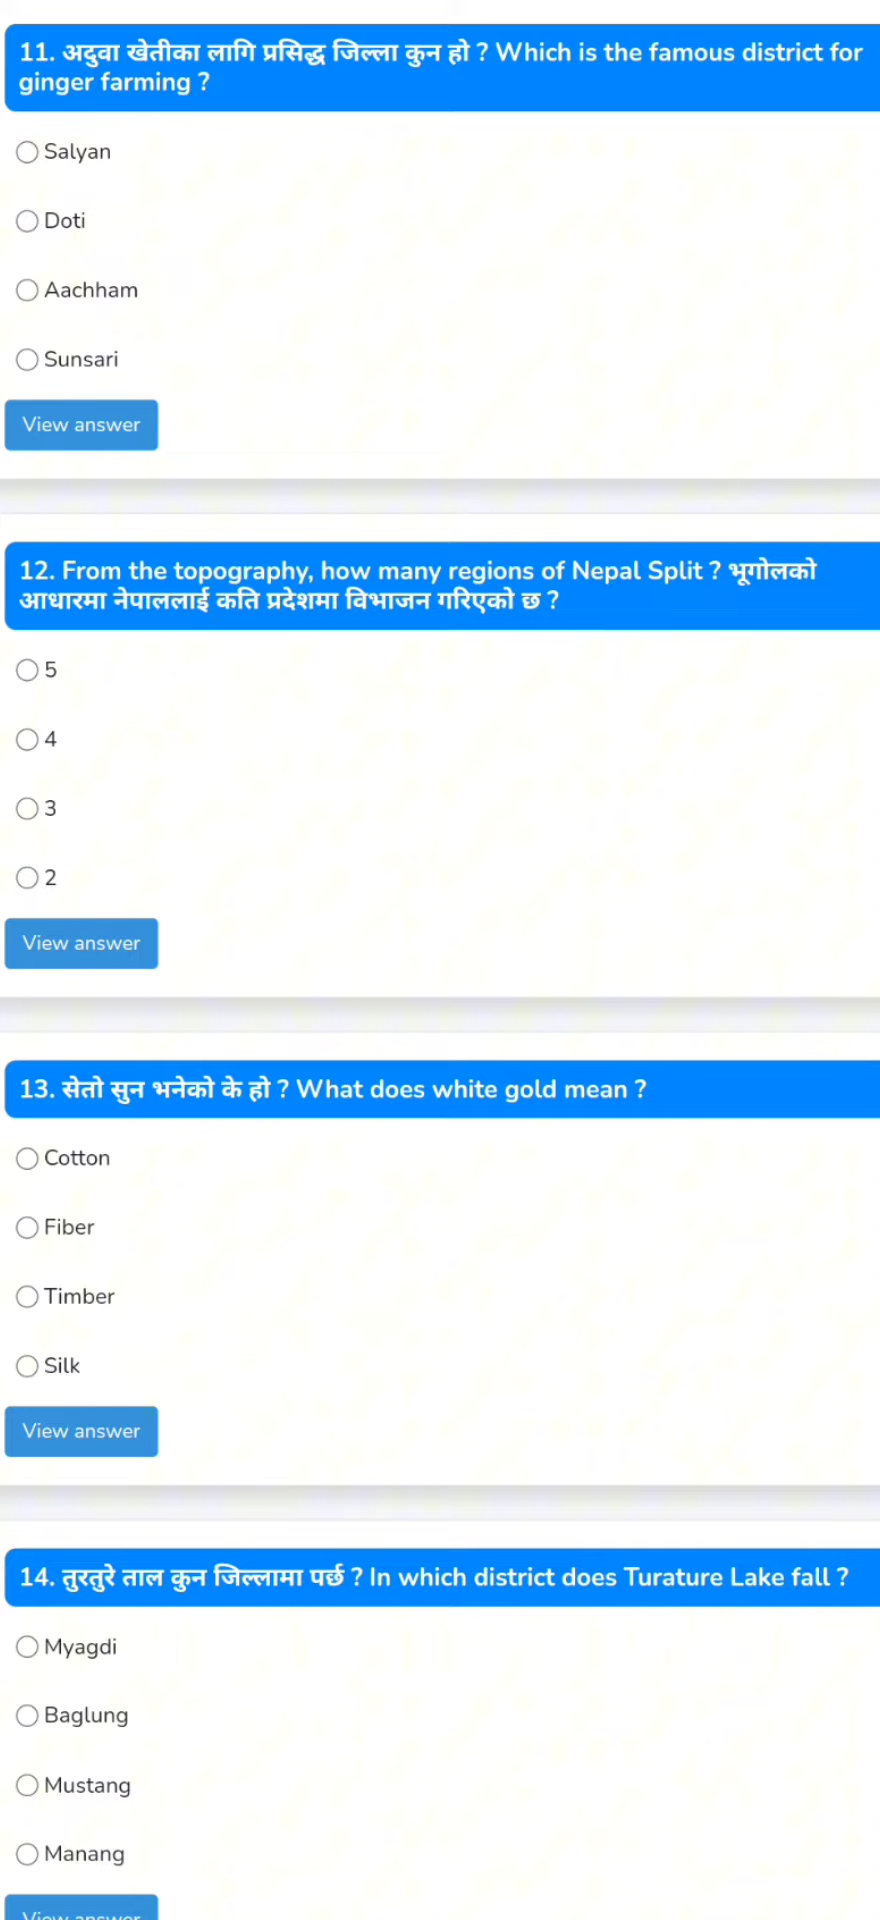 11. अदुवा खेतीका लागि प्रसिद्ध जिल्ला कुन हो ? Which is the famous district for
ginger farming ?
Salyan
Doti
Aachham
Sunsari
View answer
12. From the topography, how many regions of Nepal Split ? भूगोलको
आधारमा नेपाललाई कति प्रदेशमा विभाजन गरिएको छ ?
5
4
3
2
View answer
13. सेतो सुन भनेको के हो ? What does white gold mean ?
Cotton
Fiber
Timber
Silk
View answer
14. तुरतुरे ताल कुन जिल्लामा पर्छ ? In which district does Turature Lake fall ?
Myagdi
Baglung
Mustang
Manang
View answer